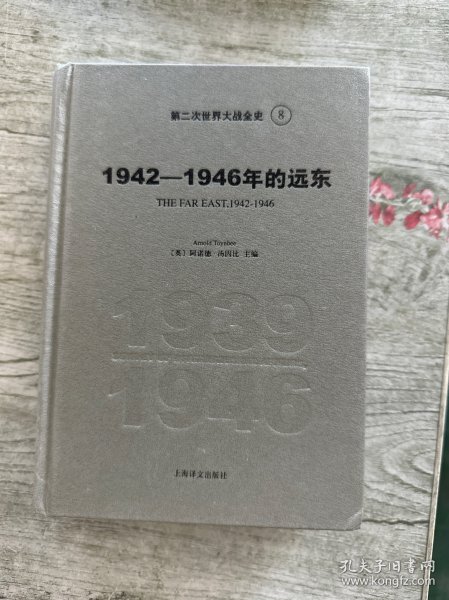 第二次世界大战全史 8
1942—1946年的远东
THE FAR EAST,1942-1946
Arnold Toynbee
〔英〕阿诺德·汤因比 主编
1939
1946
上海译文出版社
孔夫子旧书网
www.kongfz.com